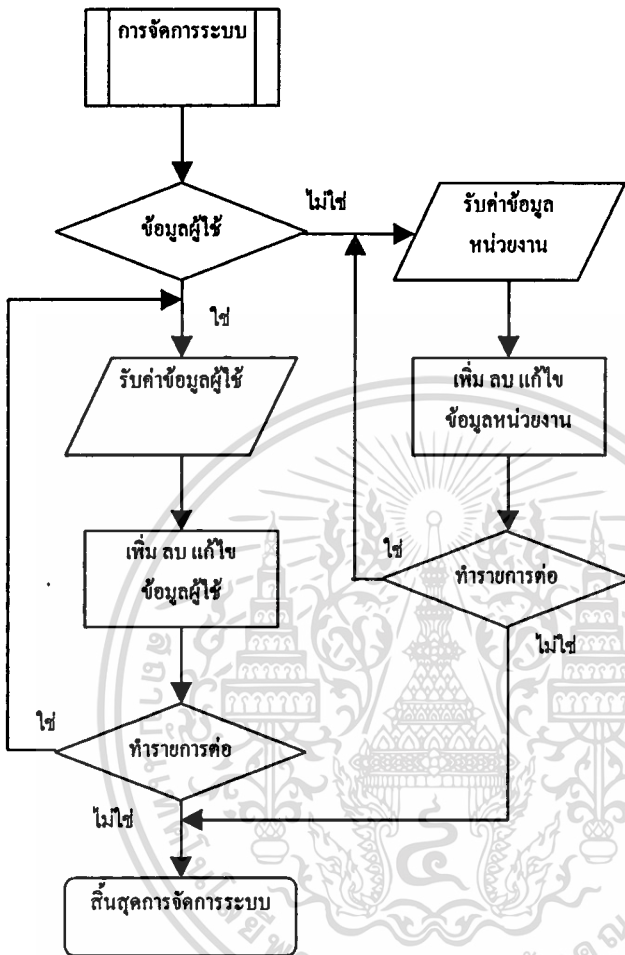 การจัดการระบบ
ข้อมูลผู้ใช้
ไม่ใช่
รับค่าข้อมูล
หน่วยงาน
ใช่
รับค่าข้อมูลผู้ใช้
เพิ่ม ลบ แก้ไข
ข้อมูลหน่วยงาน
เพิ่ม ลบ แก้ไข
ข้อมูลผู้ใช้
ใช่
ทำรายการต่อ
ไม่ใช่
ใช่
ทำรายการต่อ
ไม่ใช่
สิ้นสุดการจัดการระบบ